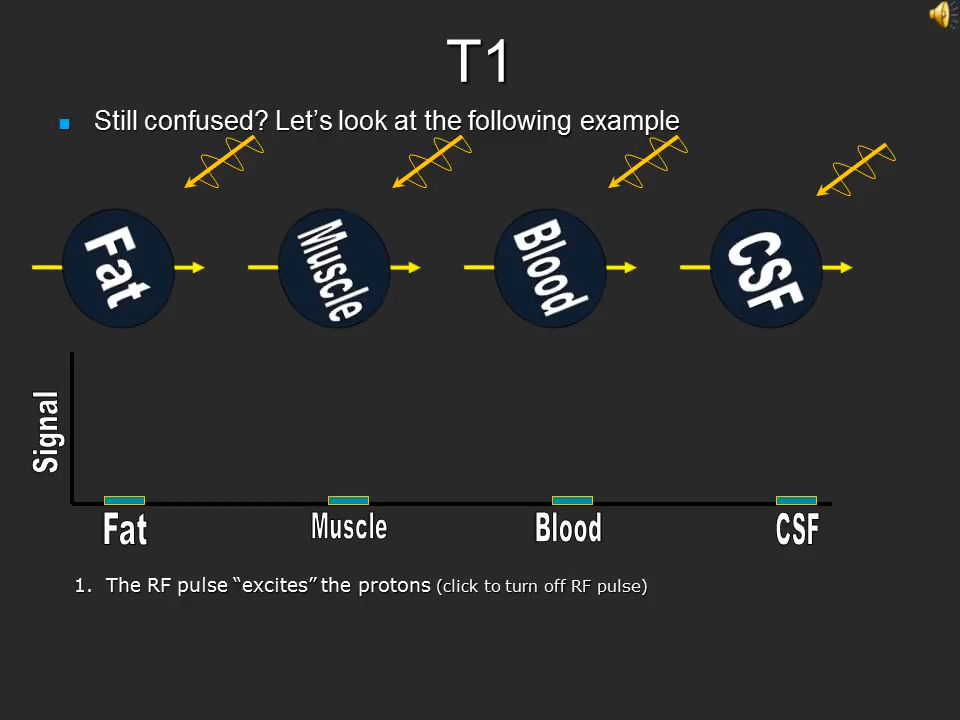 T1
Still confused? Let’s look at the following example
Fat
Muscle
Blood
CSF
Signal
Fat
Muscle
Blood
CSF
1. The RF pulse “excites” the protons (click to turn off RF pulse)